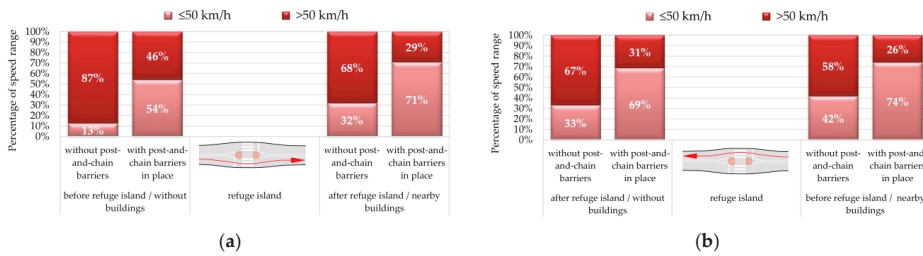 ≤50 km/h >50 km/h
Percentage of speed range
100%
90%
80%
70%
60%
50%
40%
30%
20%
10%
0%
87%
13%
46%
54%
68%
32%
29%
71%
without post-
and-chain
barriers
with post-and-
chain barriers
in place
without post-
and-chain
barriers
with post-and-
chain barriers
in place
before refuge island / without
buildings
refuge island
after refuge island / nearby
buildings
(a)
≤50 km/h >50 km/h
Percentage of speed range
100%
90%
80%
70%
60%
50%
40%
30%
20%
10%
0%
67%
33%
31%
69%
58%
42%
26%
74%
without post-
and-chain
barriers
with post-and-
chain barriers
in place
without post-
and-chain
barriers
with post-and-
chain barriers
in place
after refuge island / without
buildings
refuge island
before refuge island / nearby
buildings
(b)